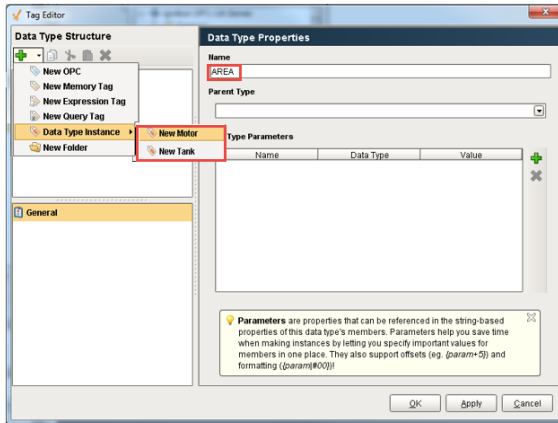 Tag Editor
Data Type Structure
New OPC
New Memory Tag
New Expression Tag
New Query Tag
Data Type Instance
New Folder
New Motor
New Tank
General
Data Type Properties
Name
AREA
Parent Type
Type Parameters
Name Data Type Value
Parameters are properties that can be referenced in the string-based
properties of this data type's members. Parameters help you save time
when making instances by letting you specify important values for
members in one place. They also support offsets (eg. {param+5}) and
formatting ({param|#00})!
OK Apply Cancel